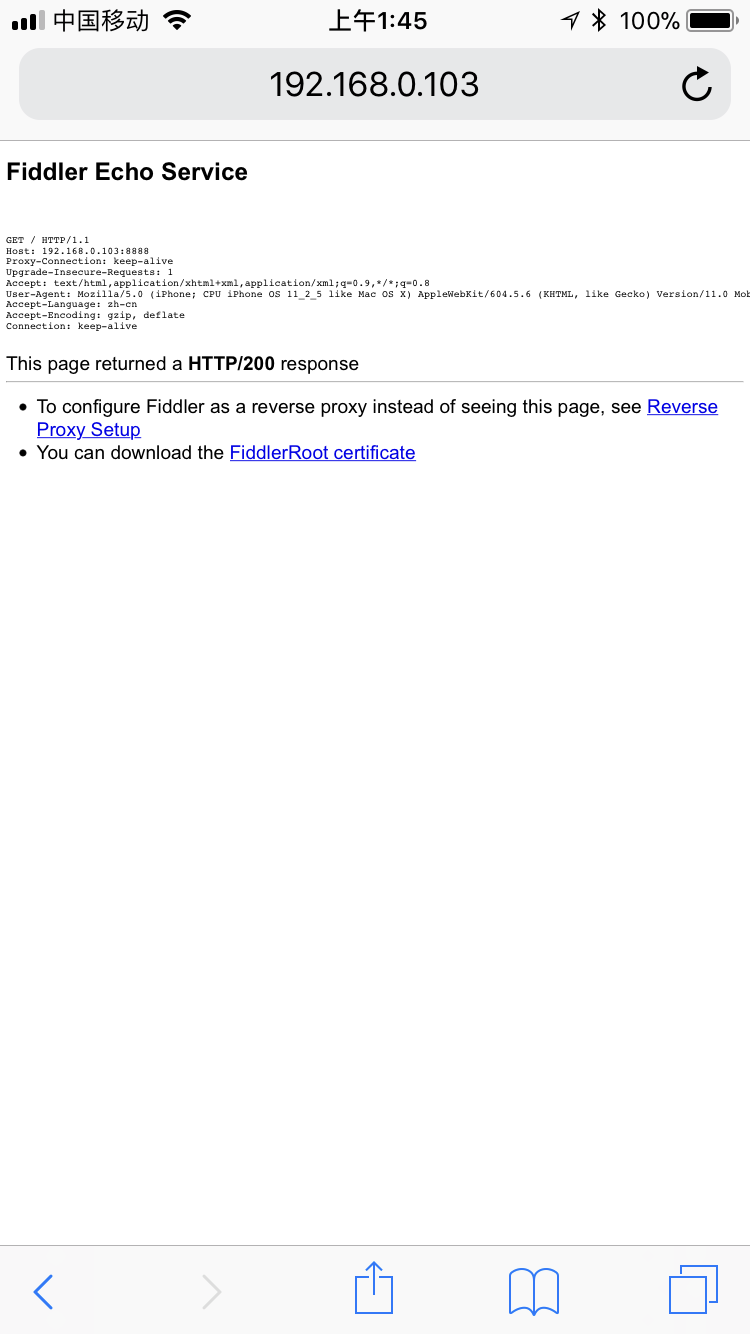 中国移动 上午1:45 100%
192.168.0.103
Fiddler Echo Service
GET / HTTP/1.1
Host: 192.168.0.103:8888
Proxy-Connection: keep-alive
Upgrade-Insecure-Requests: 1
Accept: text/html,application/xhtml+xml,application/xml;q=0.9,*/*;q=0.8
User-Agent: Mozilla/5.0 (iPhone; CPU iPhone OS 11_2_5 like Mac OS X) AppleWebKit/604.5.6 (KHTML, like Gecko) Version/11.0 Mob
Accept-Language: zh-cn
Accept-Encoding: gzip, deflate
Connection: keep-alive
This page returned a HTTP/200 response
To configure Fiddler as a reverse proxy instead of seeing this page, see Reverse
Proxy Setup
You can download the FiddlerRoot certificate